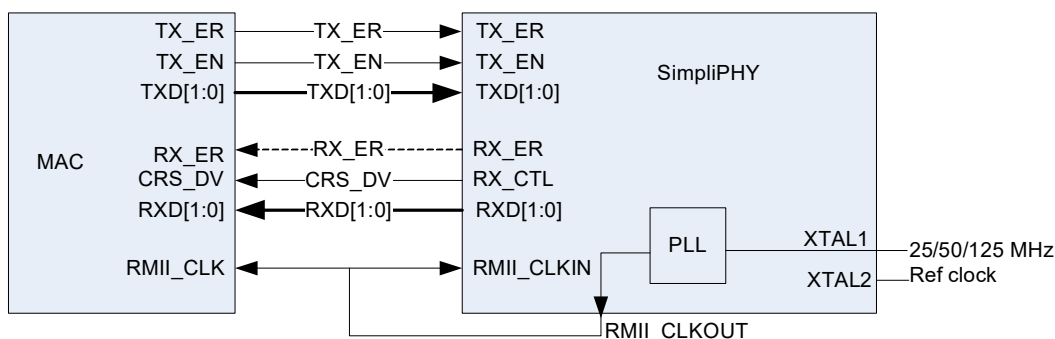 TX_ER TX_ER TX_ER
TX_EN TX_EN TX_EN
SimpliPHY
TXD[1:0] TXD[1:0] TXD[1:0]
MAC
RX_ER RX_ER RX_ER
CRS_DV CRS_DV RX_CTL
RXD[1:0] RXD[1:0] RXD[1:0]
PLL
XTAL1
25/50/125 MHz
RMII_CLK RMII_CLKIN
XTAL2
Ref clock
RMII_CLKOUT